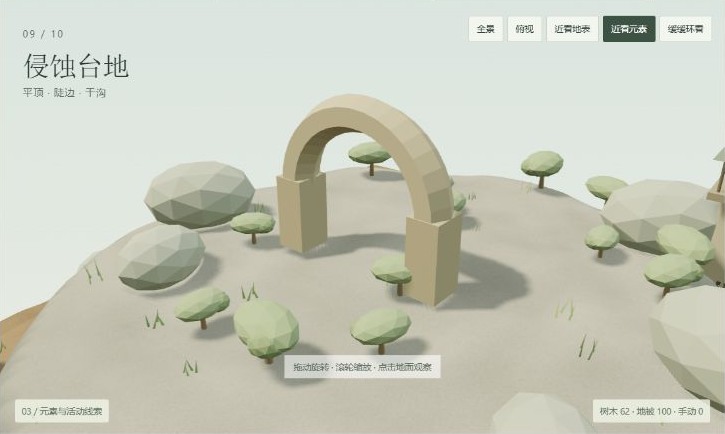 09 / 10
侵蚀台地
平顶 · 陡边 · 干沟
全景
俯视
近看地表
近看元素
缓缓环看
拖动旋转 · 滚轮缩放 · 点击地面观察
03 / 元素与活动线索
树木 62 · 地被 100 · 手动 0